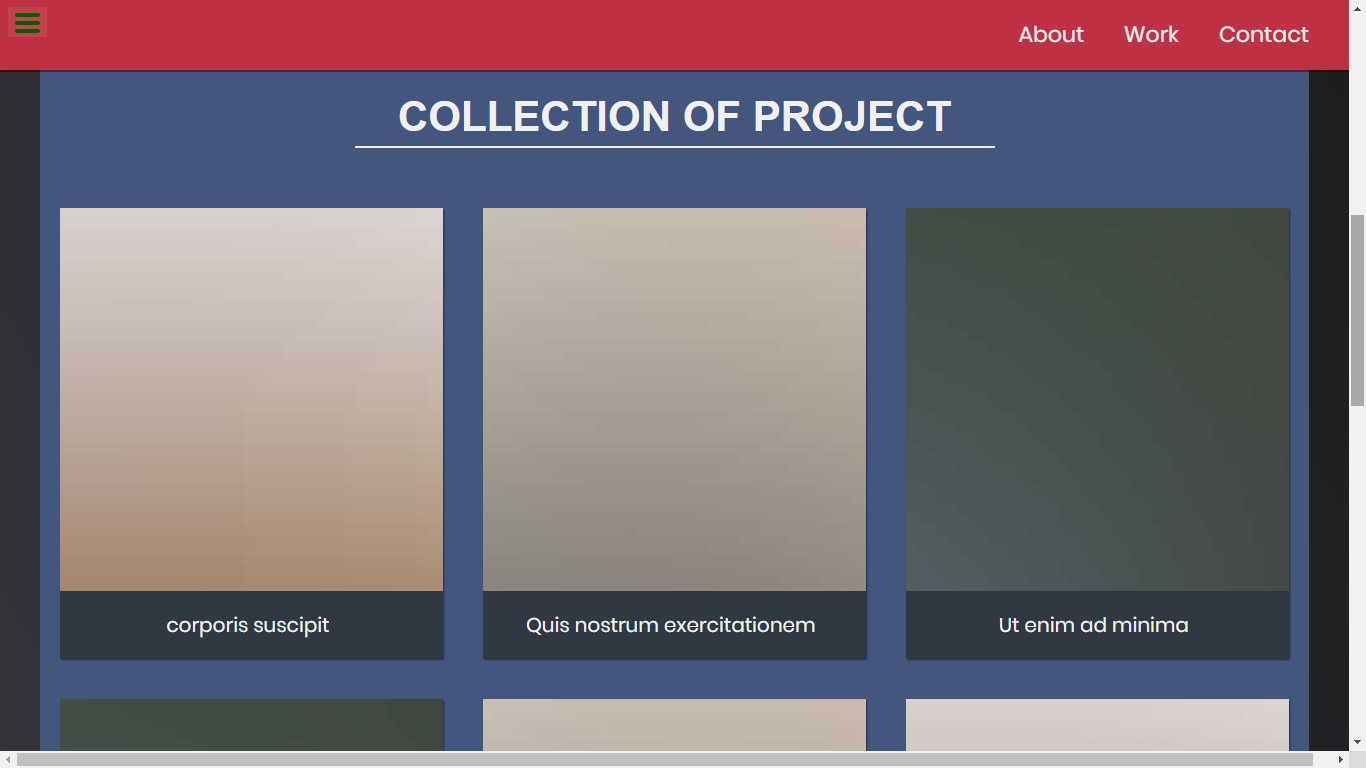 About Work Contact
COLLECTION OF PROJECT
corporis suscipit
Quis nostrum exercitationem
Ut enim ad minima